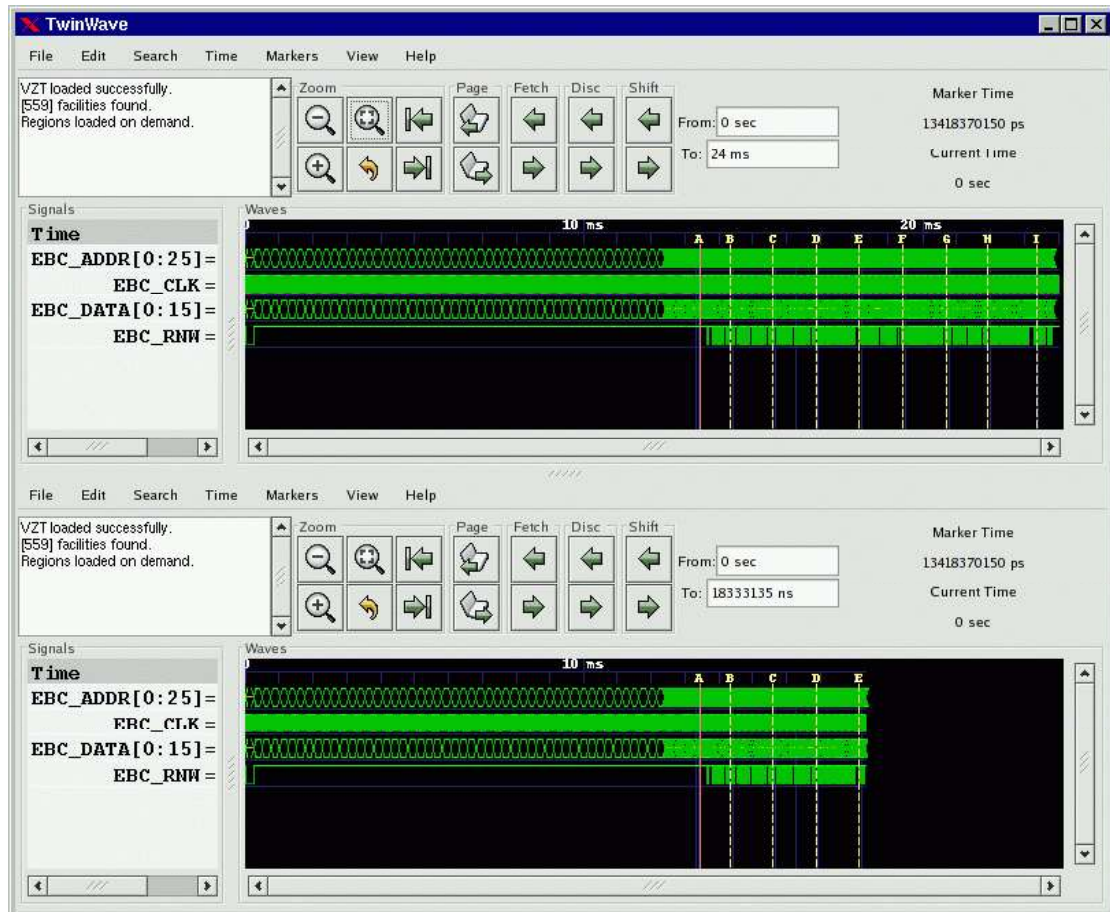 TwinWave
File Edit Search Time Markers View Help
VZT loaded successfully.
[559] facilities found.
Regions loaded on demand.
Zoom Page Fetch Disc Shift
From: 0 sec
To: 24 ms
Marker Time
13418370150 ps
Current Time
0 sec
Signals
Time
EBC_ADDR[0:25]=
EBC_CLK=
EBC_DATA[0:15]=
EBC_RNW=
Waves
0 10 ms 20 ms
A B C D E F G H I
File Edit Search Time Markers View Help
VZT loaded successfully.
[559] facilities found.
Regions loaded on demand.
Zoom Page Fetch Disc Shift
From: 0 sec
To: 18333135 ns
Marker Time
13418370150 ps
Current Time
0 sec
Signals
Time
EBC_ADDR[0:25]=
EBC_CLK=
EBC_DATA[0:15]=
EBC_RNW=
Waves
0 10 ms
A B C D E